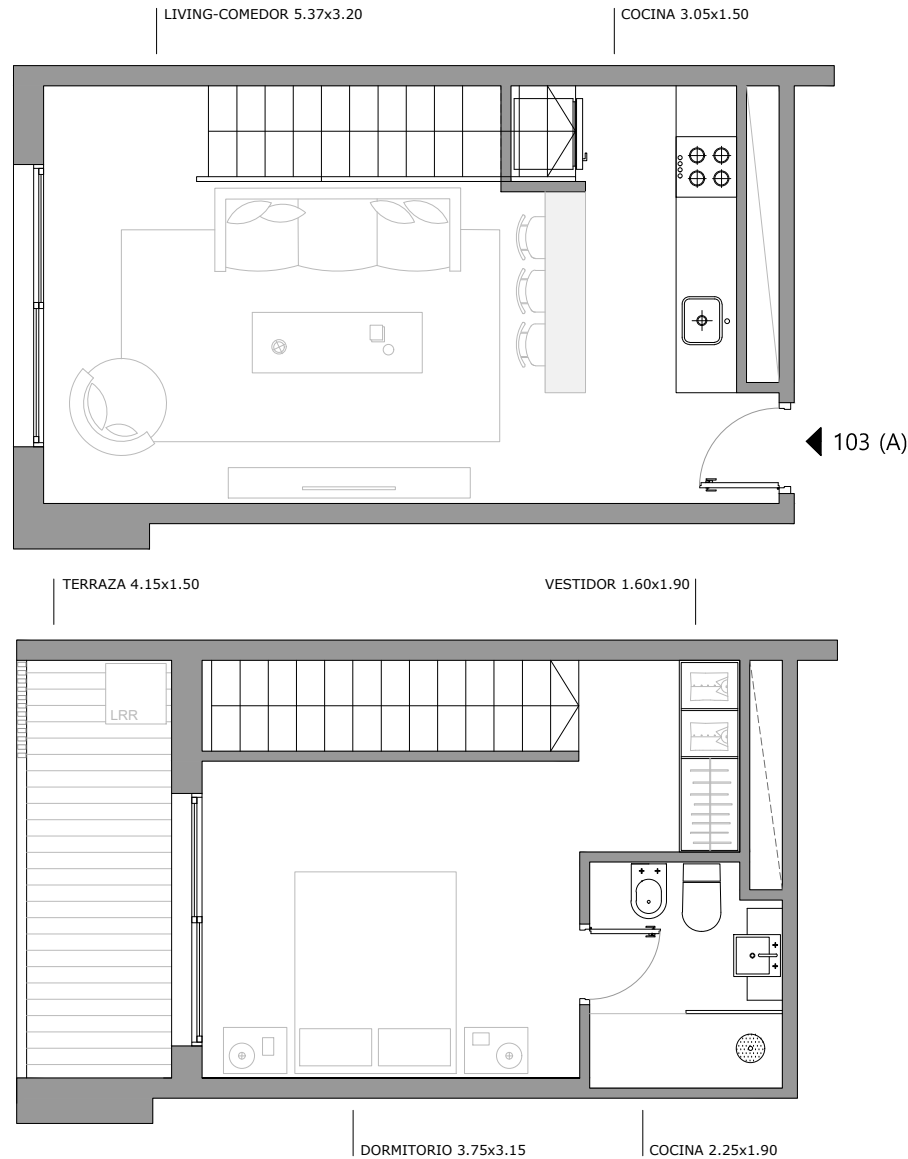 LIVING-COMEDOR 5.37x3.20
COCINA 3.05x1.50
103 (A)
TERRAZA 4.15x1.50
VESTIDOR 1.60x1.90
LRR
DORMITORIO 3.75x3.15
COCINA 2.25x1.90